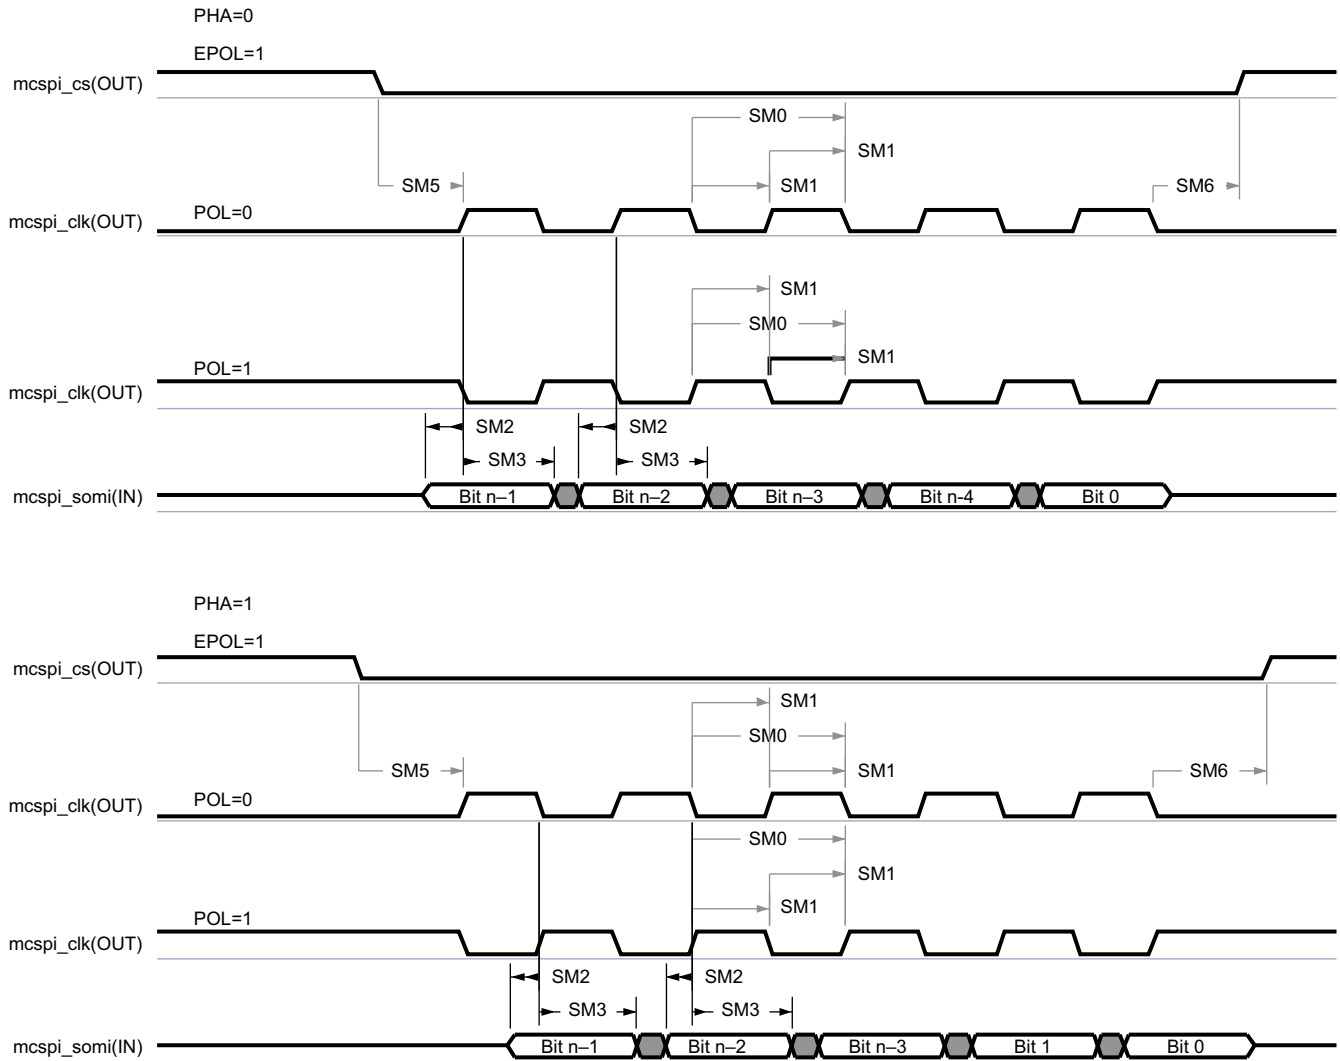 PHA=0
EPOL=1
mcspi_cs(OUT)
SM0
SM1
SM5
SM1
SM6
POL=0
mcspi_clk(OUT)
SM1
SM0
SM1
POL=1
mcspi_clk(OUT)
SM2
SM2
SM3
SM3
mcspi_somi(IN)
Bit n–1
Bit n–2
Bit n–3
Bit n-4
Bit 0
PHA=1
EPOL=1
mcspi_cs(OUT)
SM1
SM0
SM5
SM1
SM6
POL=0
mcspi_clk(OUT)
SM0
SM1
SM1
POL=1
mcspi_clk(OUT)
SM2
SM2
SM3
SM3
mcspi_somi(IN)
Bit n–1
Bit n–2
Bit n–3
Bit 1
Bit 0